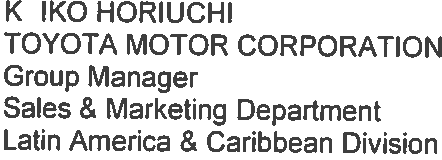 K IKO HORIUCHI
TOYOTA MOTOR CORPORATION
Group Manager
Sales & Marketing Department
Latin America & Caribbean Division